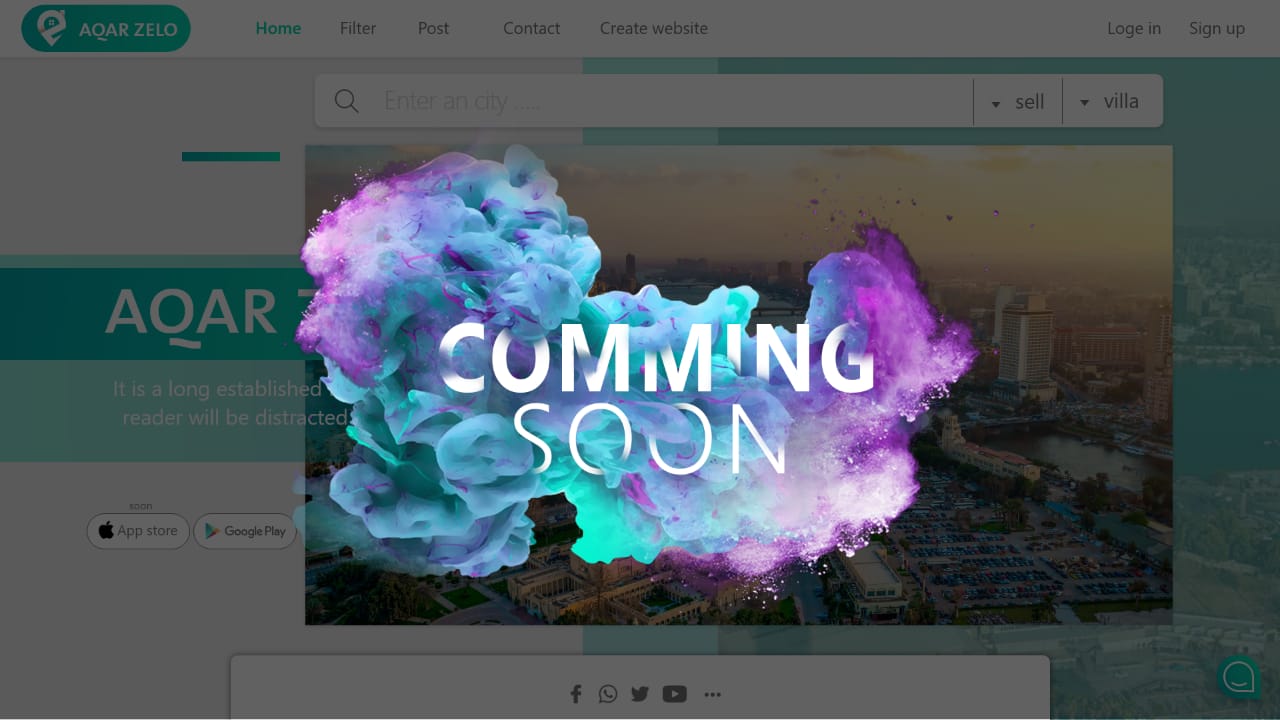 AQAR ZELO
Home Filter Post Contact Create website Loge in Sign up
Enter an city ..... sell villa
AQAR Z
COMMING
SOON
It is a long established
reader will be distracted
soon
App store Google Play